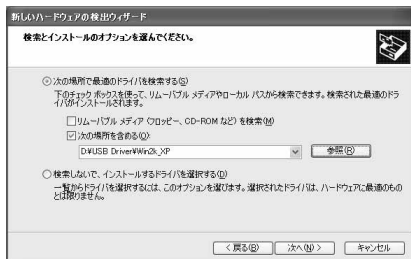 新しいハードウェアの検出ウィザード
検索とインストールのオプションを選んでください。
次の場所で最適のドライバを検索する(S)
下のチェック ボックスを使って、リムーバブル メディアやローカル パスから検索できます。検索された最適のドラ
イバがインストールされます。
リムーバブル メディア (フロッピー、CD-ROM など) を検索(M)
次の場所を含める(O):
D:¥USB Driver¥Win2k_XP
参照(R)
検索しないで、インストールするドライバを選択する(D)
一覧からドライバを選択するには、このオプションを選びます。選択されたドライバは、ハードウェアに最適のもの
とは限りません。
< 戻る(B)
次へ(N) >
キャンセル